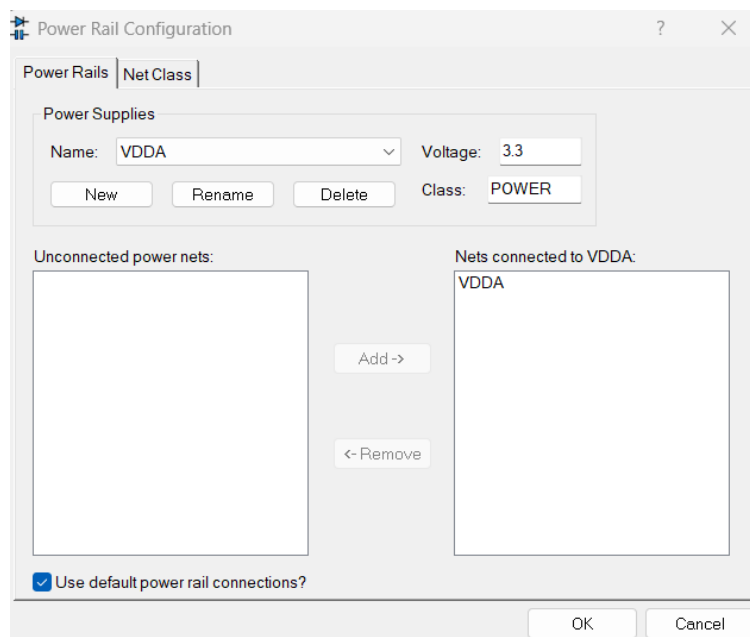 Power Rail Configuration ?
Power Rails Net Class
Power Supplies
Name: VDDA Voltage: 3.3
New Rename Delete Class: POWER
Unconnected power nets: Nets connected to VDDA:
VDDA
Add ->
<- Remove
Use default power rail connections?
OK Cancel